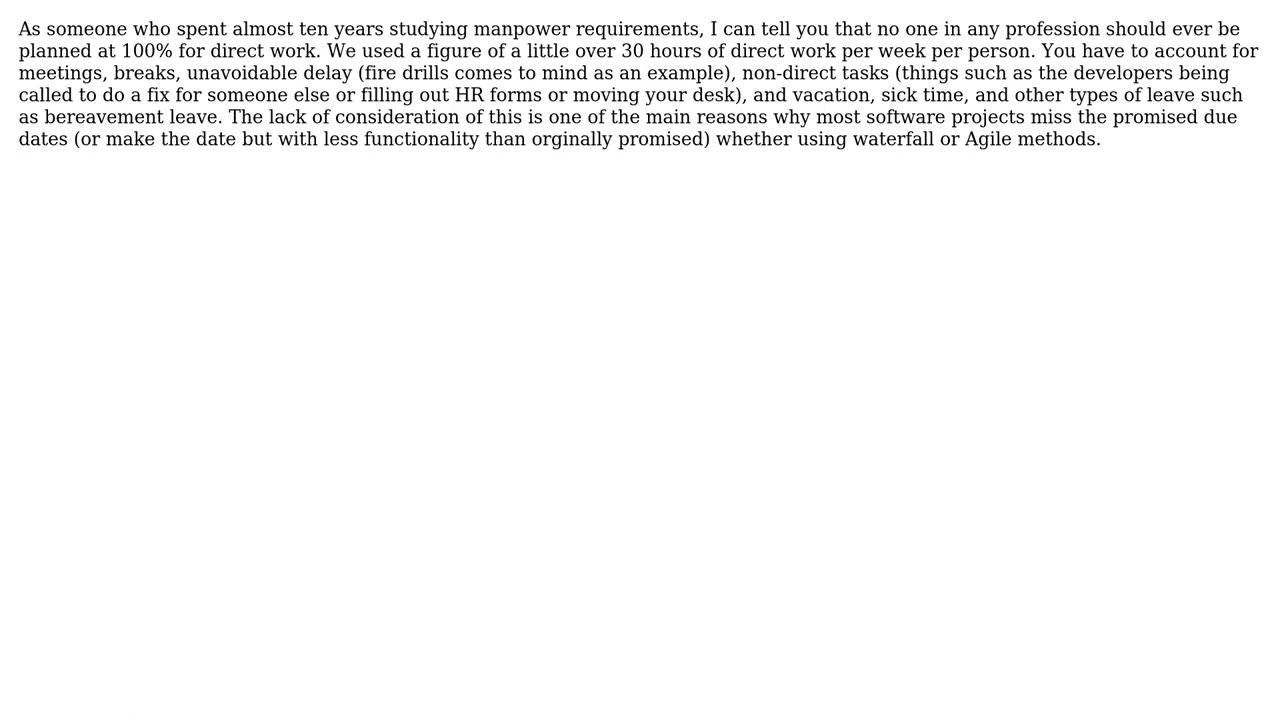 As someone who spent almost ten years studying manpower requirements, I can tell you that no one in any profession should ever be
planned at 100% for direct work. We used a figure of a little over 30 hours of direct work per week per person. You have to account for
meetings, breaks, unavoidable delay (fire drills comes to mind as an example), non-direct tasks (things such as the developers being
called to do a fix for someone else or filling out HR forms or moving your desk), and vacation, sick time, and other types of leave such
as bereavement leave. The lack of consideration of this is one of the main reasons why most software projects miss the promised due
dates (or make the date but with less functionality than orginally promised) whether using waterfall or Agile methods.